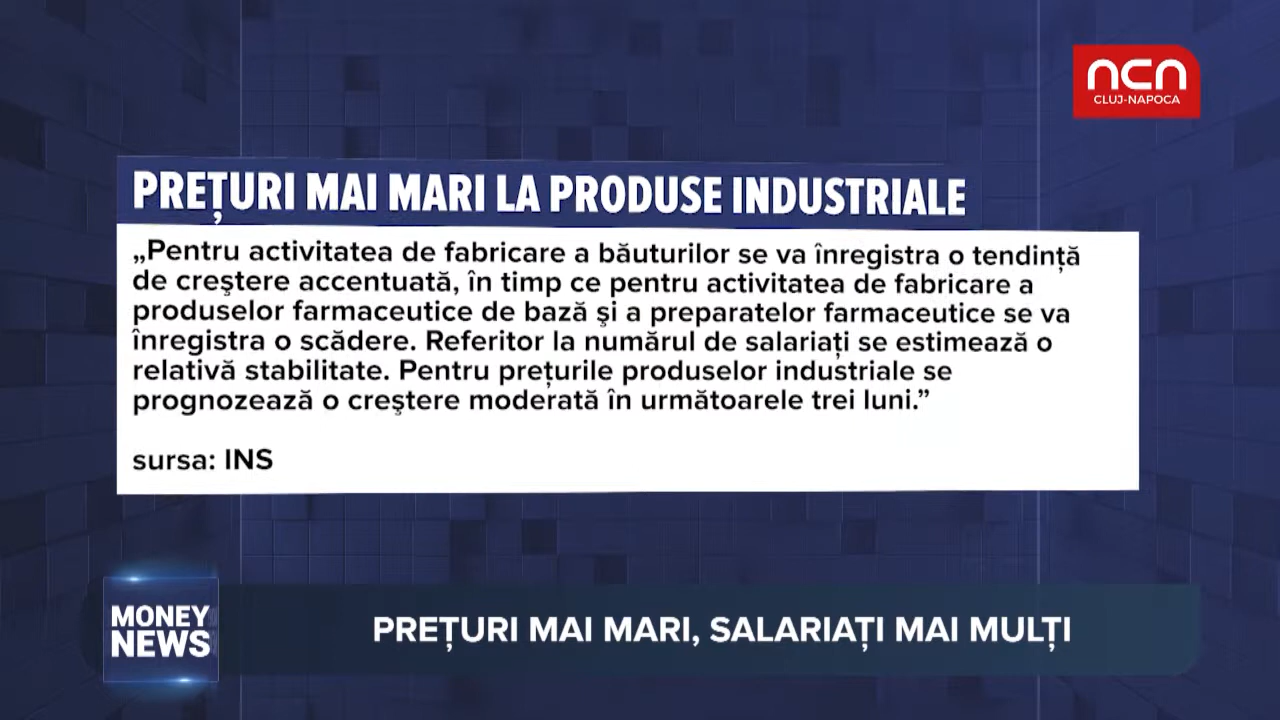 ncn
CLUJ-NAPOCA
PREȚURI MAI MARI LA PRODUSE INDUSTRIALE
„Pentru activitatea de fabricare a băuturilor se va înregistra o tendință
de creştere accentuată, în timp ce pentru activitatea de fabricare a
produselor farmaceutice de bază şi a preparatelor farmaceutice se va
înregistra o scădere. Referitor la numărul de salariați se estimează o
relativă stabilitate. Pentru prețurile produselor industriale se
prognozează o creştere moderată în următoarele trei luni.”
sursa: INS
MONEY
NEWS
PREȚURI MAI MARI, SALARIAȚI MAI MULȚI